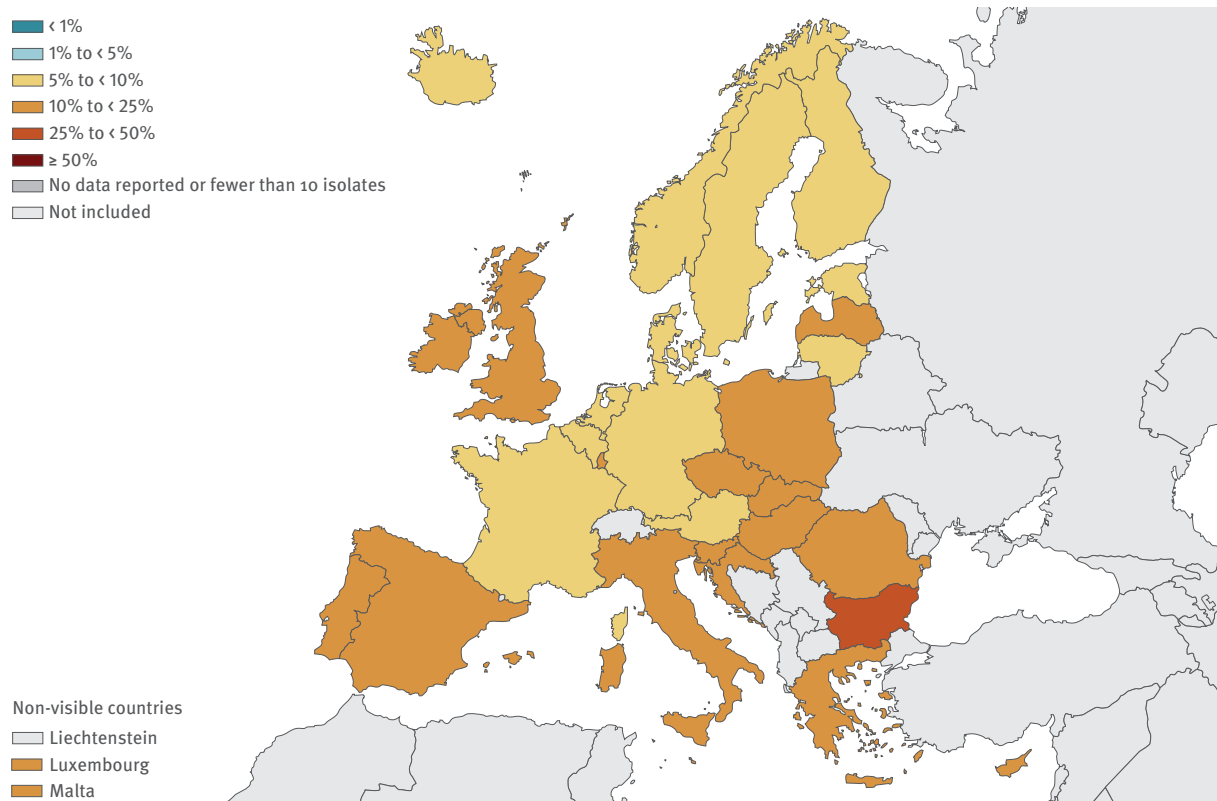 < 1%
1% to < 5%
5% to < 10%
10% to < 25%
25% to < 50%
≥ 50%
No data reported or fewer than 10 isolates
Not included
Non-visible countries
Liechtenstein
Luxembourg
Malta